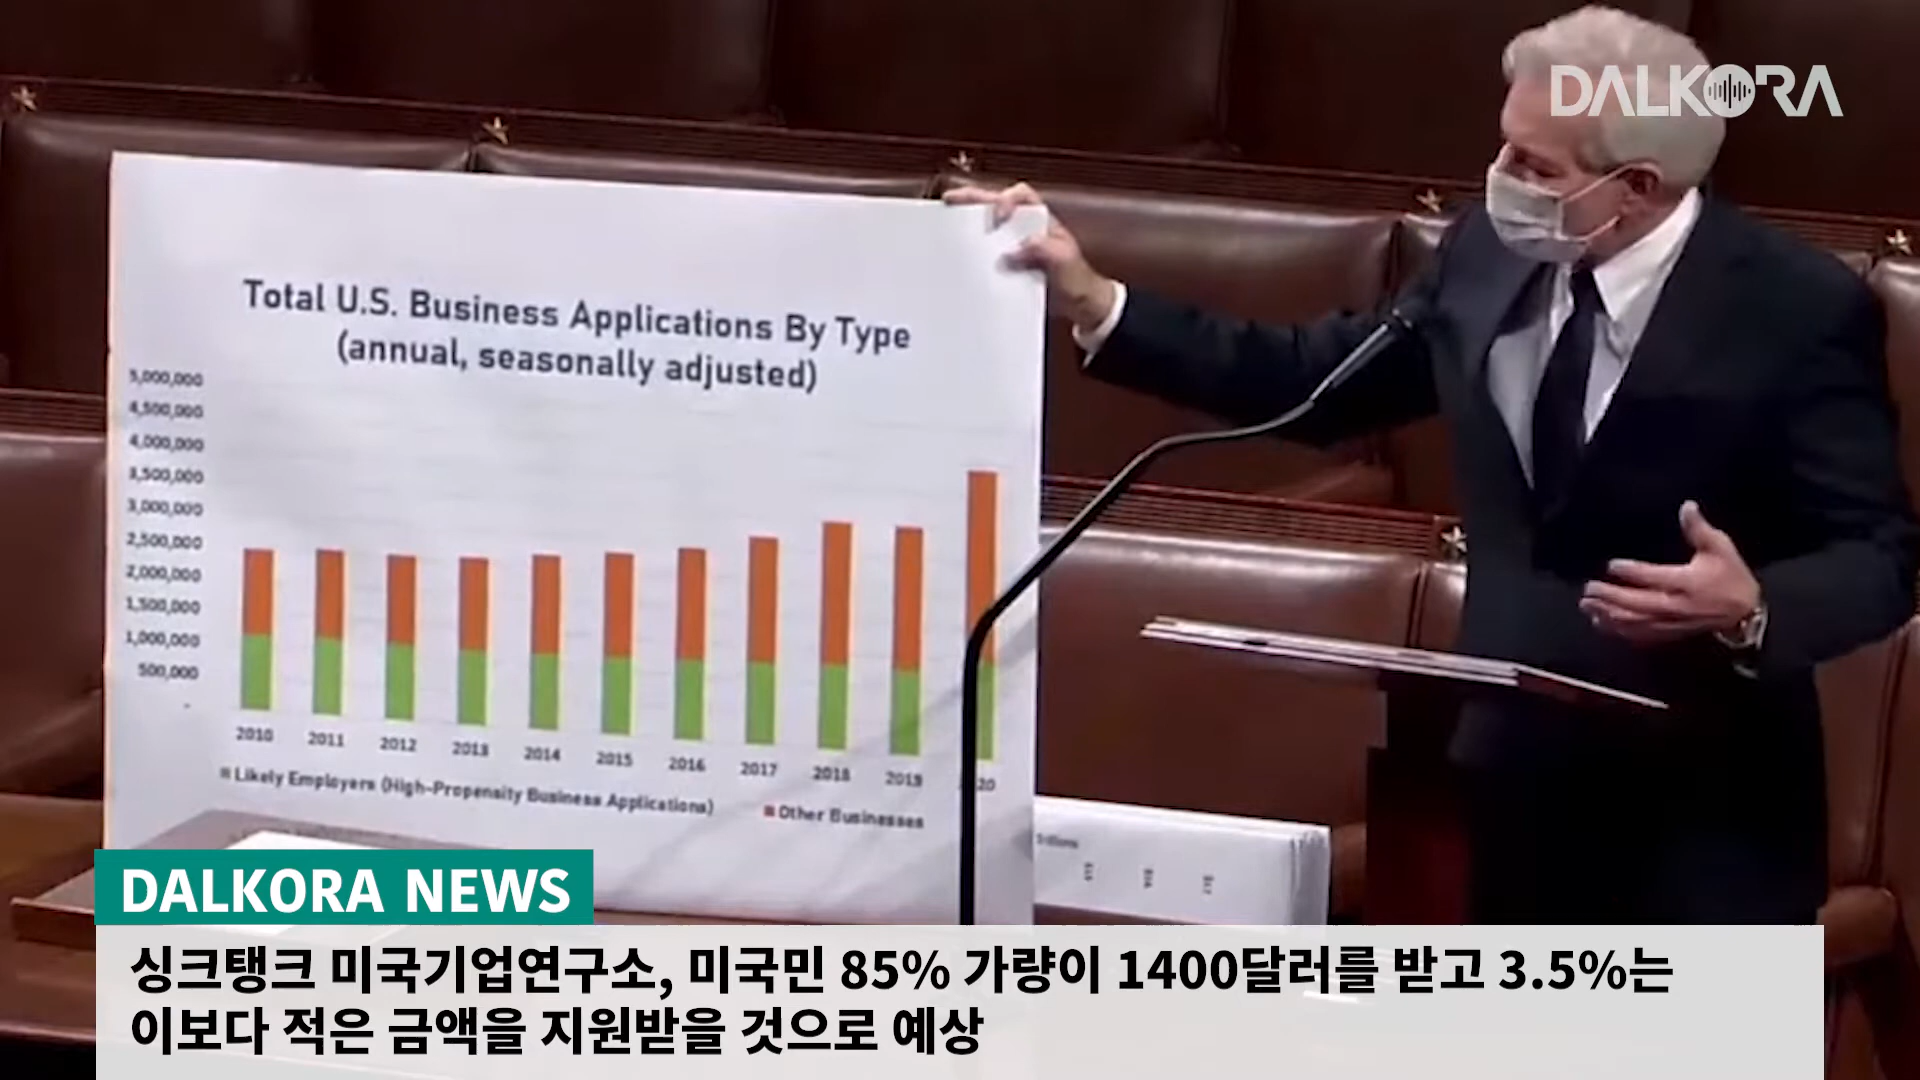 DALKORA
Total U.S. Business Applications By Type
(annual, seasonally adjusted)
5,000,000
4,500,000
4,000,000
3,500,000
3,000,000
2,500,000
2,000,000
1,500,000
1,000,000
500,000
-
2010 2011 2012 2013 2014 2015 2016 2017 2018 2019 20
Likely Employers (High-Propensity Business Applications) Other Businesses
DALKORA NEWS
싱크탱크 미국기업연구소, 미국민 85% 가량이 1400달러를 받고 3.5%는
이보다 적은 금액을 지원받을 것으로 예상